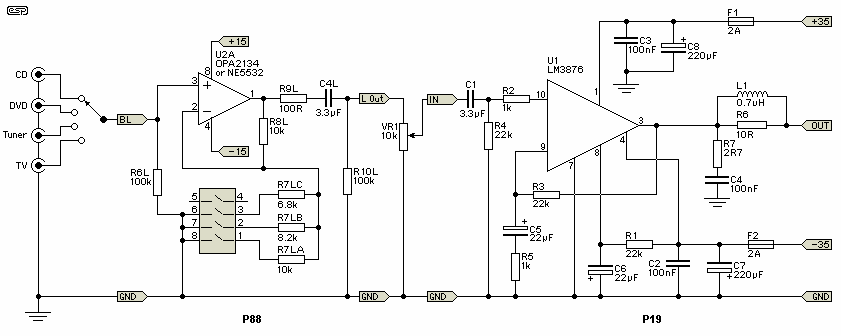 esp
+15
+35
F1
2A
U2A
OPA2134
or NE5532
U1
LM3876
C3
100nF
C8
220µF
CD
DVD
Tuner
TV
8
3
2
1
4
R9L
100R
C4L
3.3µF
L Out
IN
C1
3.3µF
R2
1k
10
1
L1
0.7uH
BL
R8L
10k
-15
VR1
10k
R4
22k
9
7
8
4
3
R6
10R
OUT
R7
2R7
C4
100nF
R6L
100k
R10L
100k
R3
22k
5
6
7
8
4
3
2
1
R7LC
6.8k
R7LB
8.2k
R7LA
10k
C5
22µF
R5
1k
R1
22k
F2
2A
-35
C6
22µF
C2
100nF
C7
220µF
GND
GND
GND
GND
P88
P19